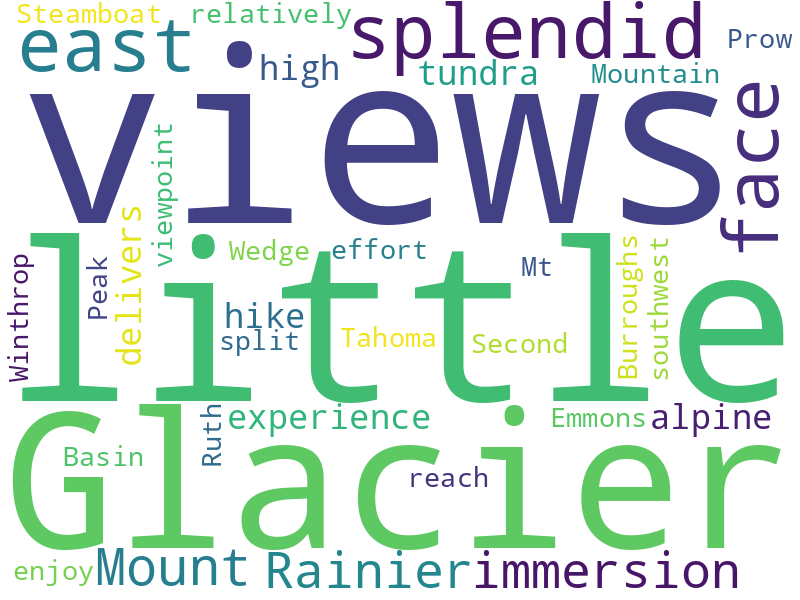 Steamboat relatively splendid Prow
east high tundra Mountain
views
face
viewpoint
delivers
little
Wedge effort Mt
Winthrop
Peak
Burroughs
southwest
hike
split Tahoma Second
Glacier
Ruth
experience Emmons alpine
Basin reach
enjoy Mount Rainier immersion